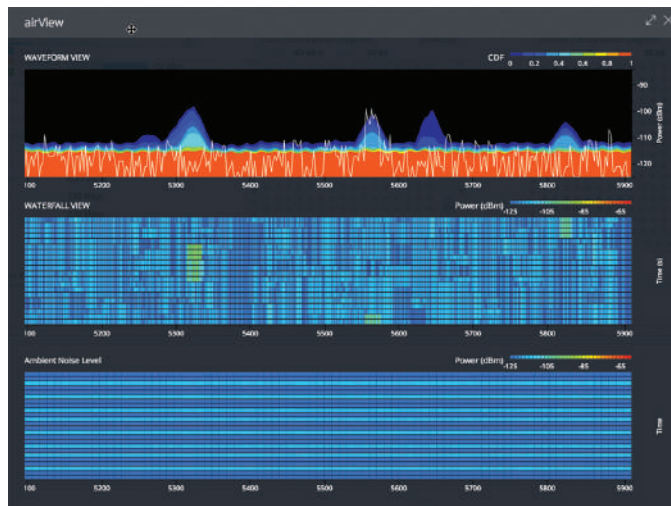 airView
WAVEFORM VIEW
CDF
0 0.2 0.4 0.6 0.8 1
-90
-110
-120
Power (dBm)
100 5200 5300 5400 5500 5600 5700 5800 5900
WATERFALL VIEW
Power (dBm)
-125 -105 -85 -65
Time (s)
100 5200 5300 5400 5500 5600 5700 5800 5900
Ambient Noise Level
Power (dBm)
-125 -105 -85 -65
Time
100 5200 5300 5400 5500 5600 5700 5800 5900